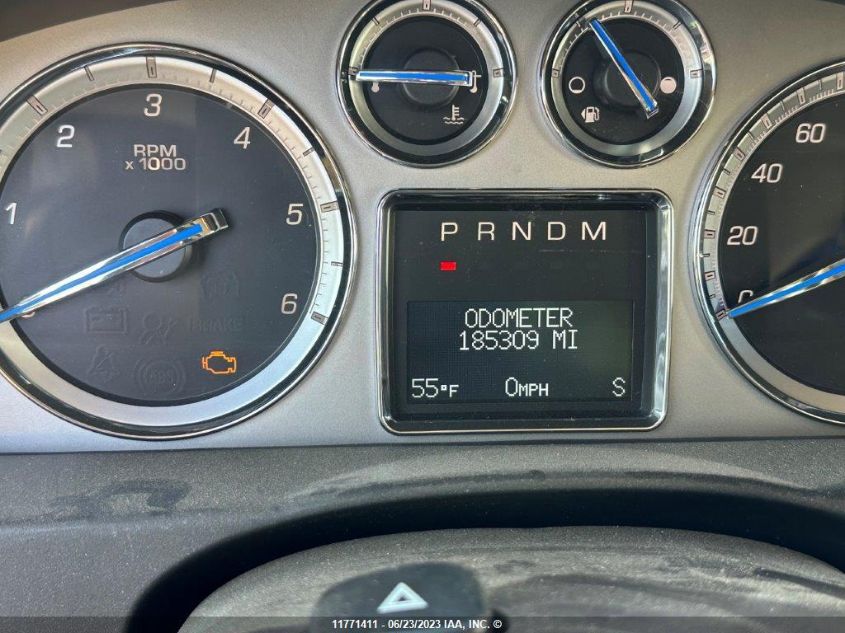 1 2 3 4 5 6
RPM
x 1000
BRAKE
P R N D M
ODOMETER
185309 MI
55°F 0MPH S
0 20 40 60
11771411 - 06/23/2023 IAA, INC. ©